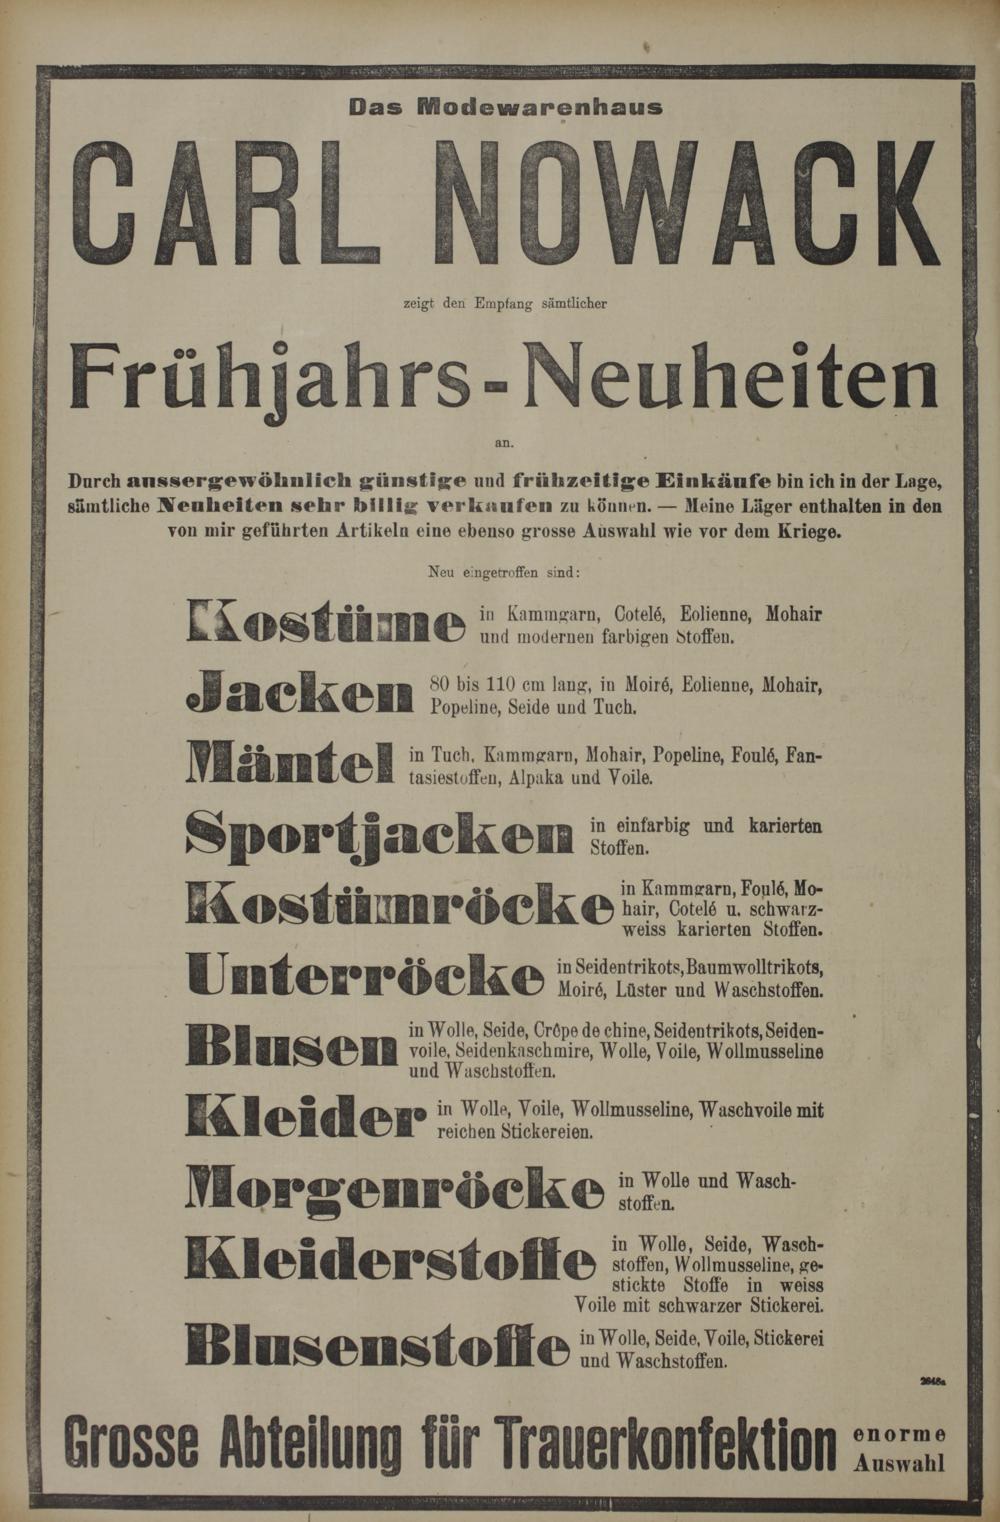 Das Modewarenhaus
CARL NOWACK
zeigt den Empfang sämtlicher
Frühjahrs-Neuheiten
an.
Durch aussergewöhnlich günstige und frühzeitige Einkäufe bin ich in der Lage,
sämtliche Neuheiten sehr billig verkaufen zu können. — Meine Läger enthalten in den
von mir geführten Artikeln eine ebenso grosse Auswahl wie vor dem Kriege.
Neu eingetroffen sind:
Kostüme in Kammgarn, Cotelé, Eolienne, Mohair
und modernen farbigen Stoffen.
Jacken 80 bis 110 cm lang, in Moiré, Eolienne, Mohair,
Popeline, Seide und Tuch.
Mäntel in Tuch, Kammgarn, Mohair, Popeline, Foulé, Fan-
tasiestoffen, Alpaka und Voile.
Sportjacken in einfarbig und karierten
Stoffen.
Kostümröcke in Kammgarn, Foulé, Mo-
hair, Cotelé u. schwarz-
weiss karierten Stoffen.
Unterröcke in Seidentrikots, Baumwolltrikots,
Moiré, Lüster und Waschstoffen.
Blusen in Wolle, Seide, Crêpe de chine, Seidentrikots, Seiden-
voile, Seidenkaschmire, Wolle, Voile, Wollmusseline
und Waschstoffen.
Kleider in Wolle, Voile, Wollmusseline, Waschvoile mit
reichen Stickereien.
Morgenröcke in Wolle und Wasch-
stoffen.
Kleiderstoffe in Wolle, Seide, Wasch-
stoffen, Wollmusseline, ge-
stickte Stoffe in weiss
Voile mit schwarzer Stickerei.
Blusenstoffe in Wolle, Seide, Voile, Stickerei
und Waschstoffen.
2648a
Grosse Abteilung für Trauerkonfektion enorme
Auswahl